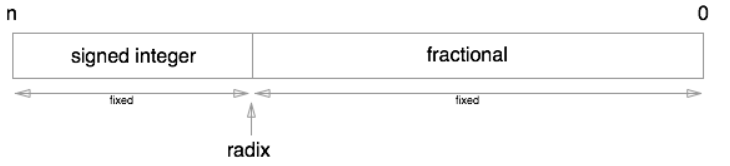 n 0
signed integer fractional
fixed fixed
radix